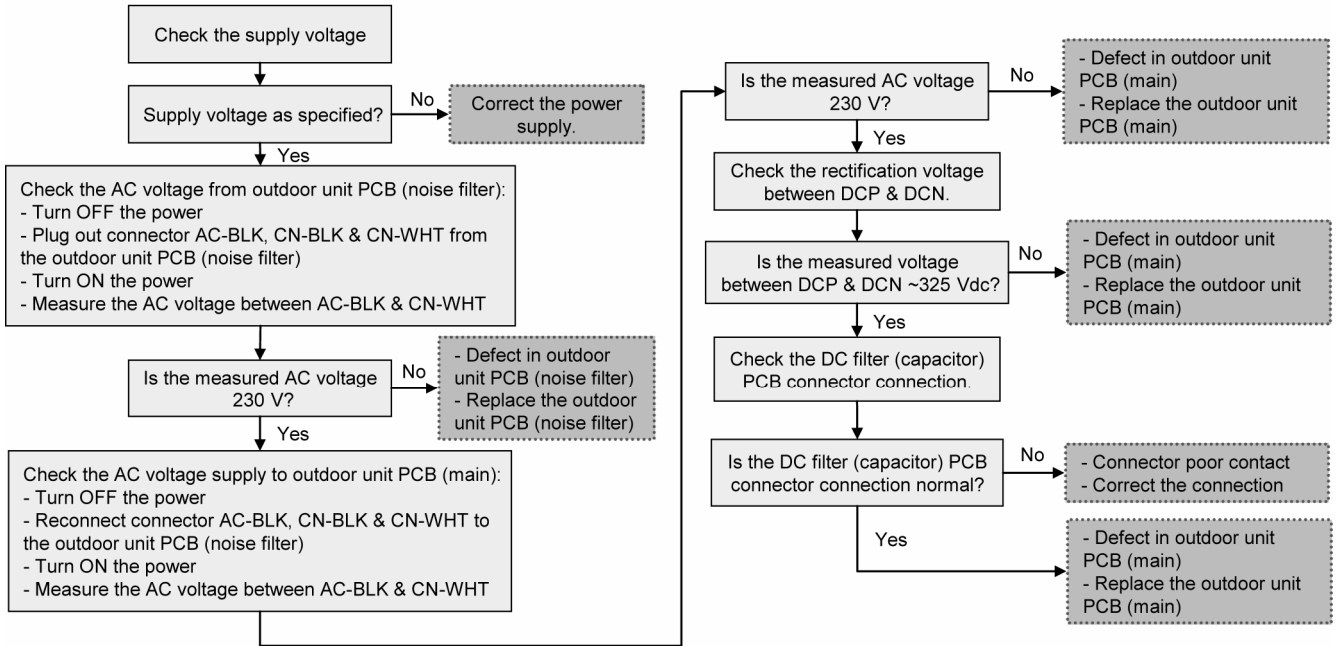 Check the supply voltage
Supply voltage as specified?
No
Correct the power
supply.
Yes
Check the AC voltage from outdoor unit PCB (noise filter):
- Turn OFF the power
- Plug out connector AC-BLK, CN-BLK & CN-WHT from
the outdoor unit PCB (noise filter)
- Turn ON the power
- Measure the AC voltage between AC-BLK & CN-WHT
Is the measured AC voltage
230 V?
No
- Defect in outdoor
unit PCB (noise filter)
- Replace the outdoor
unit PCB (noise filter)
Yes
Check the AC voltage supply to outdoor unit PCB (main):
- Turn OFF the power
- Reconnect connector AC-BLK, CN-BLK & CN-WHT to
the outdoor unit PCB (noise filter)
- Turn ON the power
- Measure the AC voltage between AC-BLK & CN-WHT
Is the measured AC voltage
230 V?
No
- Defect in outdoor unit
PCB (main)
- Replace the outdoor unit
PCB (main)
Yes
Check the rectification voltage
between DCP & DCN.
Is the measured voltage
between DCP & DCN ~325 Vdc?
No
- Defect in outdoor unit
PCB (main)
- Replace the outdoor unit
PCB (main)
Yes
Check the DC filter (capacitor)
PCB connector connection.
Is the DC filter (capacitor) PCB
connector connection normal?
No
- Connector poor contact
- Correct the connection
Yes
- Defect in outdoor unit
PCB (main)
- Replace the outdoor unit
PCB (main)